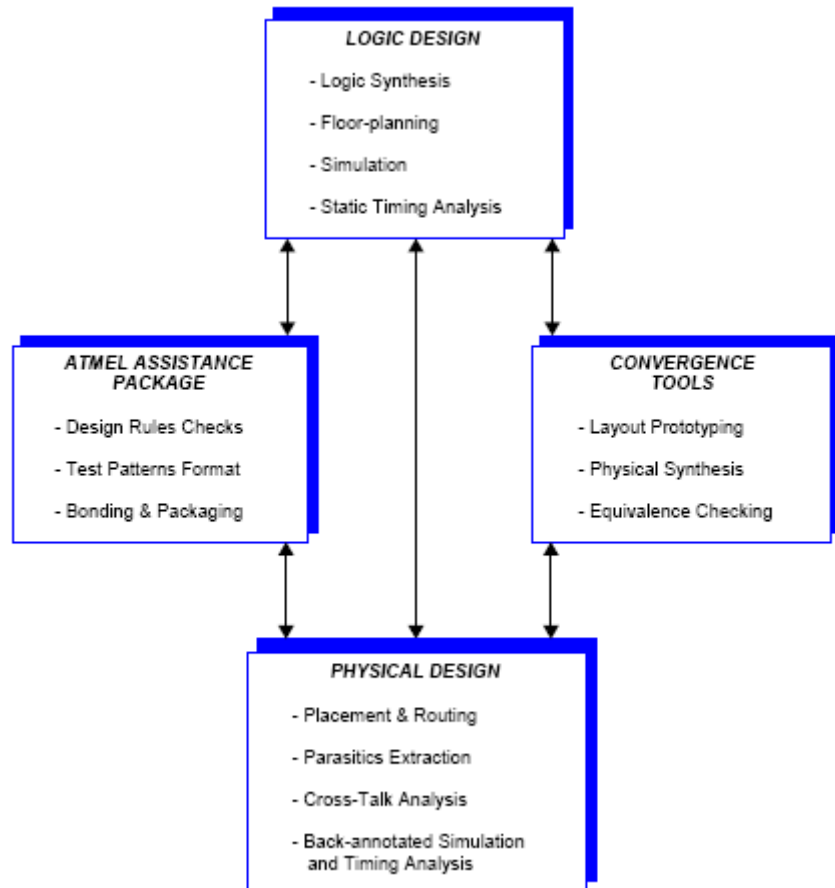 LOGIC DESIGN
- Logic Synthesis
- Floor-planning
- Simulation
- Static Timing Analysis
ATMEL ASSISTANCE
PACKAGE
- Design Rules Checks
- Test Patterns Format
- Bonding & Packaging
CONVERGENCE
TOOLS
- Layout Prototyping
- Physical Synthesis
- Equivalence Checking
PHYSICAL DESIGN
- Placement & Routing
- Parasitics Extraction
- Cross-Talk Analysis
- Back-annotated Simulation
and Timing Analysis